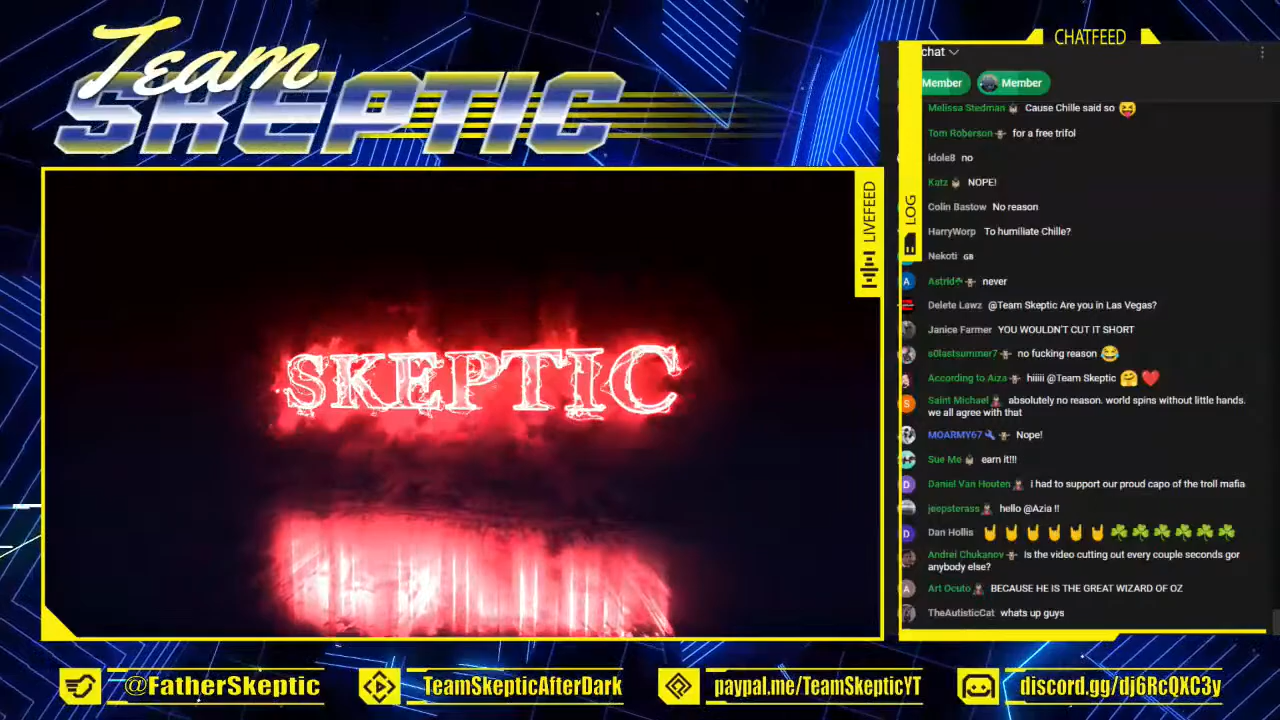 Team
SKEPTIC
CHATFEED
chat
Member Member
Melissa Stedman Cause Chille said so
Tom Roberson for a free trifol
idole8 no
Katz NOPE!
Colin Bastow No reason
HarryWorp To humiliate Chille?
Nekoti GB
Astrid never
Delete Lawz @Team Skeptic Are you in Las Vegas?
Janice Farmer YOU WOULDN'T CUT IT SHORT
s0lastsummer7 no fucking reason
According to Aiza hiiiii @Team Skeptic
Saint Michael absolutely no reason. world spins without little hands.
we all agree with that
MOARMY67 Nope!
Sue Me earn it!!!
Daniel Van Houten i had to support our proud capo of the troll mafia
jeepsterass hello @Azia !!
Dan Hollis
Andrei Chukanov Is the video cutting out every couple seconds gor
anybody else?
Art Ocuto BECAUSE HE IS THE GREAT WIZARD OF OZ
TheAutisticCat whats up guys
LOG
LIVEFEED
SKEPTIC
@FatherSkeptic
TeamSkepticAfterDark
paypal.me/TeamSkepticYT
discord.gg/dj6RcQXC3y